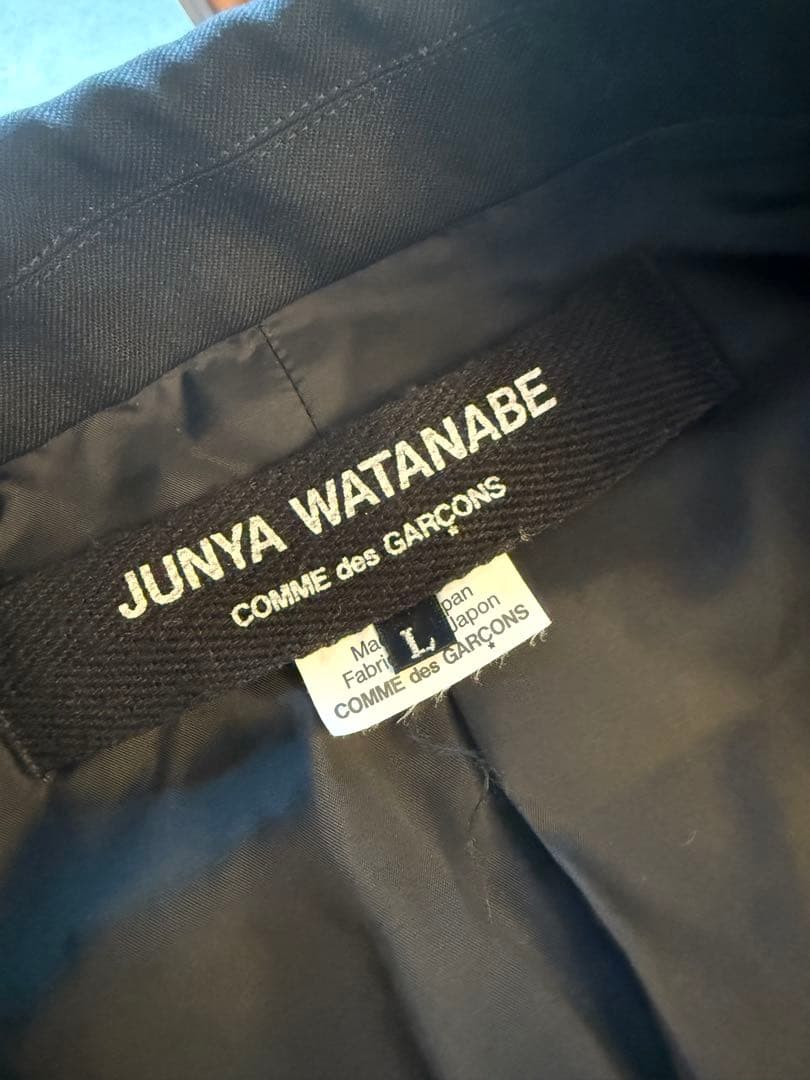 JUNYA WATANABE
COMME des GARÇONS
Ma pan
Fabri Japon
L
COMME des GARÇONS